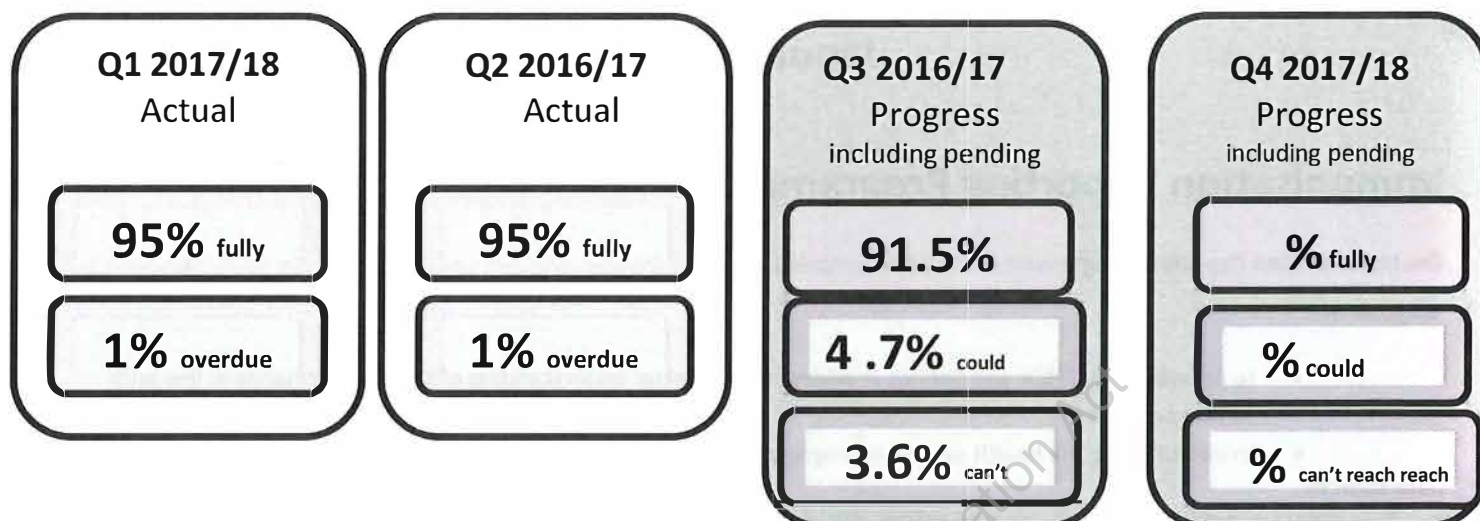 Q1 2017/18
Actual
95% fully
1% overdue
Q2 2016/17
Actual
95% fully
1% overdue
Q3 2016/17
Progress
including pending
91.5%
4 .7% could
3.6% can't
Q4 2017/18
Progress
including pending
% fully
% could
% can't reach reach
Act